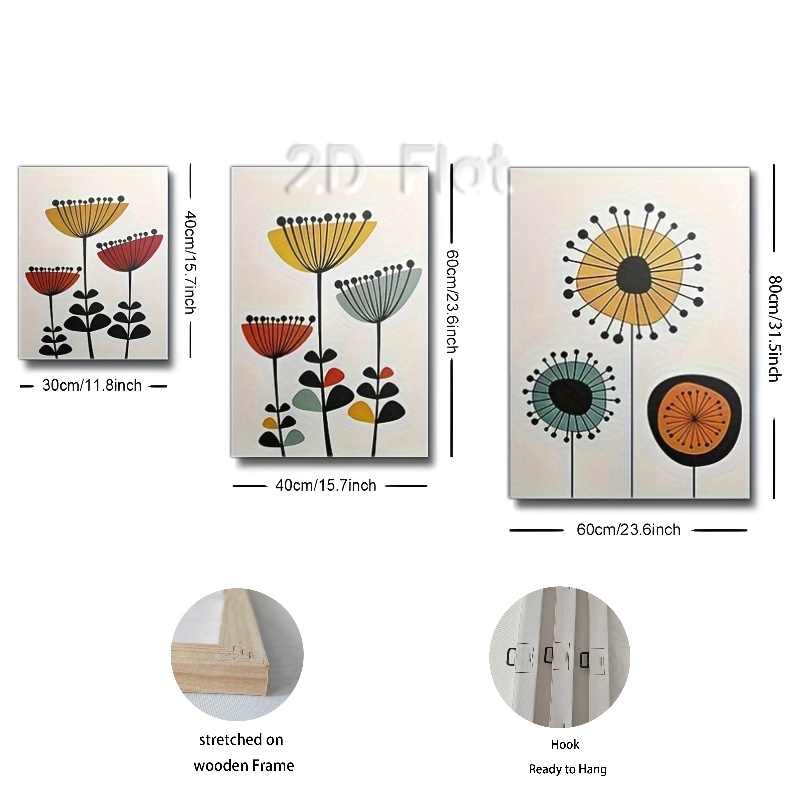 2.D Flat
40cm/15.7inch
60cm/23.6inch
80cm/31.5inch
30cm/11.8inch
40cm/15.7inch
60cm/23.6inch
stretched on
wooden Frame
Hook
Ready to Hang